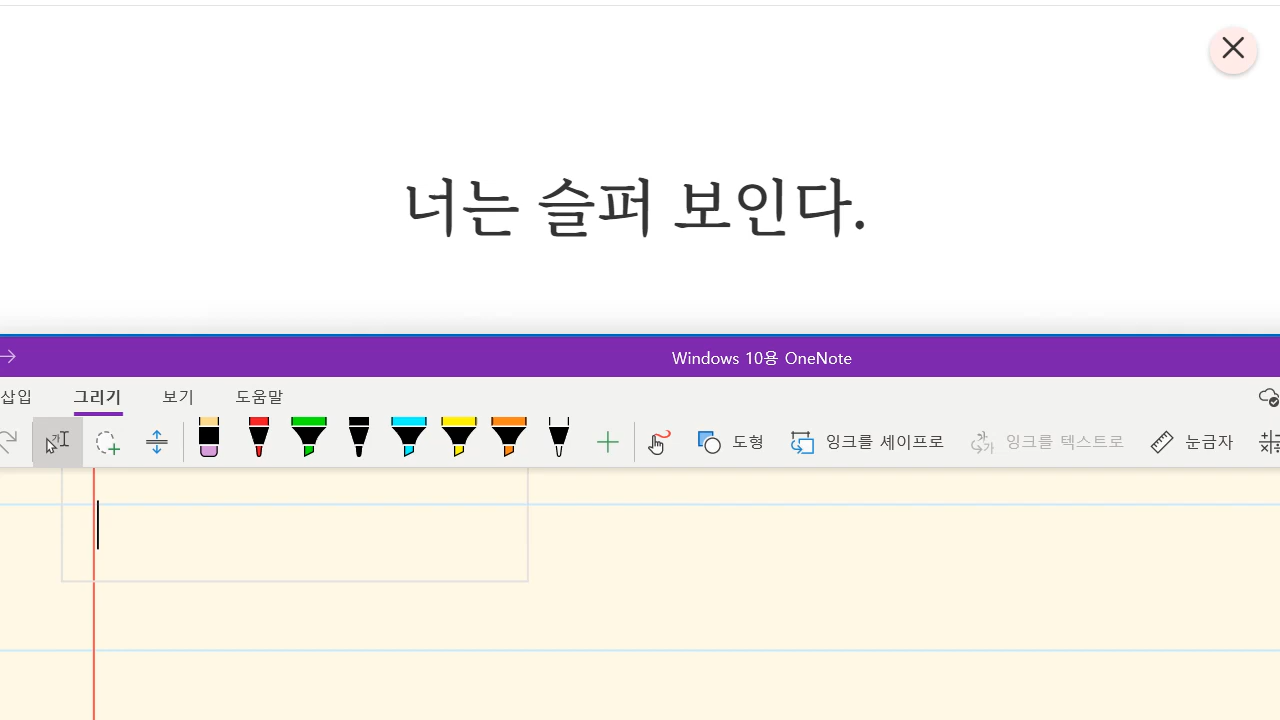 너는 슬퍼 보인다.
Windows 10용 OneNote
삽입 그리기 보기 도움말
가 도형 잉크를 셰이프로 가 잉크를 텍스트로 눈금자